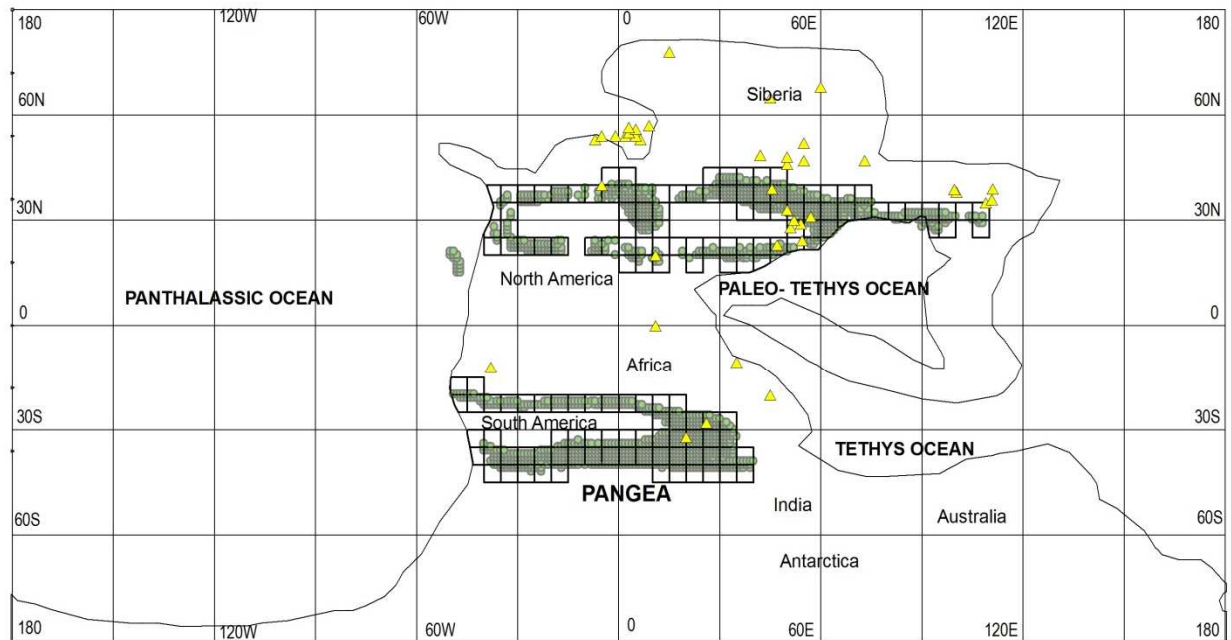 180 60W 0 60E 180
120W 120E
60N Siberia 60N
30N 30N
North America
PANTHALASSIC OCEAN PALEO- TETHYS OCEAN
0 0
Africa
30S South America 30S
TETHYS OCEAN
PANGEA
India
Australia
60S 60S
Antarctica
180 120W 60W 0 60E 120E 180